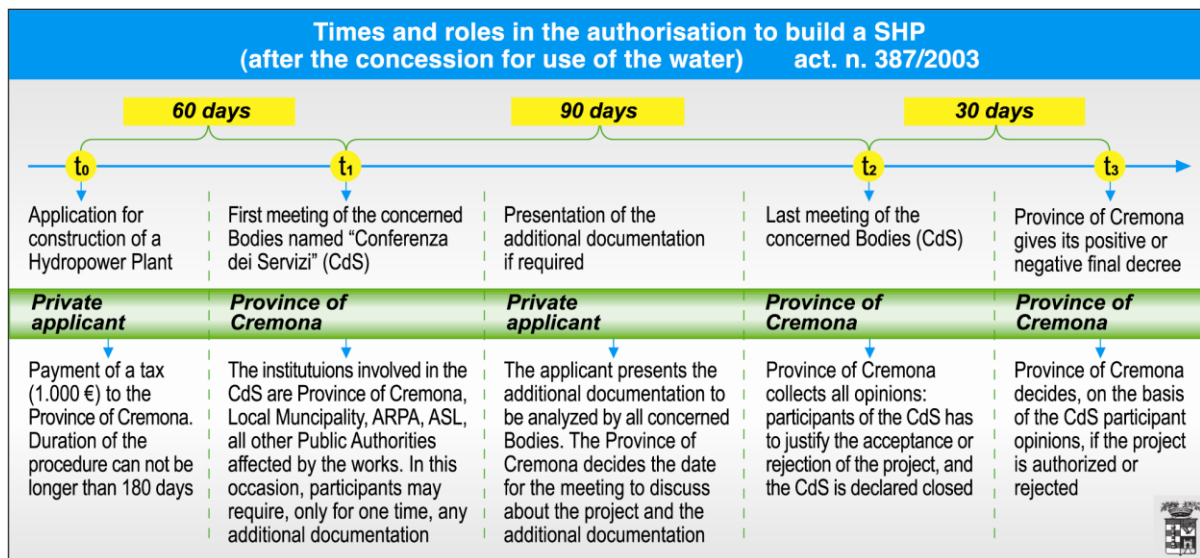 Times and roles in the authorisation to build a SHP
(after the concession for use of the water) act. n. 387/2003
60 days
90 days
30 days
t0
t1
t2
t3
Application for
construction of a
Hydropower Plant
First meeting of the concerned
Bodies named “Conferenza
dei Servizi” (CdS)
Presentation of the
additional documentation
if required
Last meeting of the
concerned Bodies (CdS)
Province of Cremona
gives its positive or
negative final decree
Private
applicant
Province of
Cremona
Private
applicant
Province of
Cremona
Province of
Cremona
Payment of a tax
(1.000 €) to the
Province of Cremona.
Duration of the
procedure can not be
longer than 180 days
The institutuions involved in the
CdS are Province of Cremona,
Local Muncipality, ARPA, ASL,
all other Public Authorities
affected by the works. In this
occasion, participants may
require, only for one time, any
additional documentation
The applicant presents the
additional documentation to
be analyzed by all concerned
Bodies. The Province of
Cremona decides the date
for the meeting to discuss
about the project and the
additional documentation
Province of Cremona
collects all opinions:
participants of the CdS has
to justify the acceptance or
rejection of the project, and
the CdS is declared closed
Province of Cremona
decides, on the basis
of the CdS participant
opinions, if the project
is authorized or
rejected